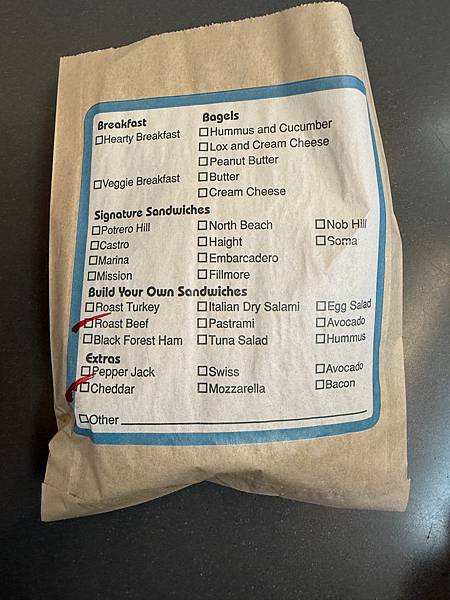 Breakfast
☐Hearty Breakfast
☐Veggie Breakfast
Bagels
☐Hummus and Cucumber
☐Lox and Cream Cheese
☐Peanut Butter
☐Butter
☐Cream Cheese
Signature Sandwiches
☐Potrero Hill ☐North Beach ☐Nob Hill
☐Castro ☐Haight ☐Soma
☐Marina ☐Embarcadero
☐Mission ☐Fillmore
Build Your Own Sandwiches
☐Roast Turkey ☐Italian Dry Salami ☐Egg Salad
☐Roast Beef ☐Pastrami ☐Avocado
☐Black Forest Ham ☐Tuna Salad ☐Hummus
Extras
☐Pepper Jack ☐Swiss ☐Avocado
☐Cheddar ☐Mozzarella ☐Bacon
☐Other